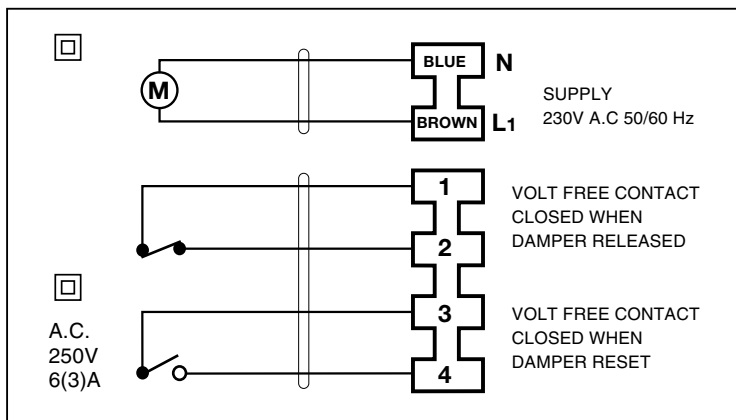 BLUE
N
M
SUPPLY
230V A.C 50/60 Hz
BROWN
L1
1
VOLT FREE CONTACT
CLOSED WHEN
DAMPER RELEASED
2
3
VOLT FREE CONTACT
CLOSED WHEN
DAMPER RESET
A.C.
250V
6(3)A
4